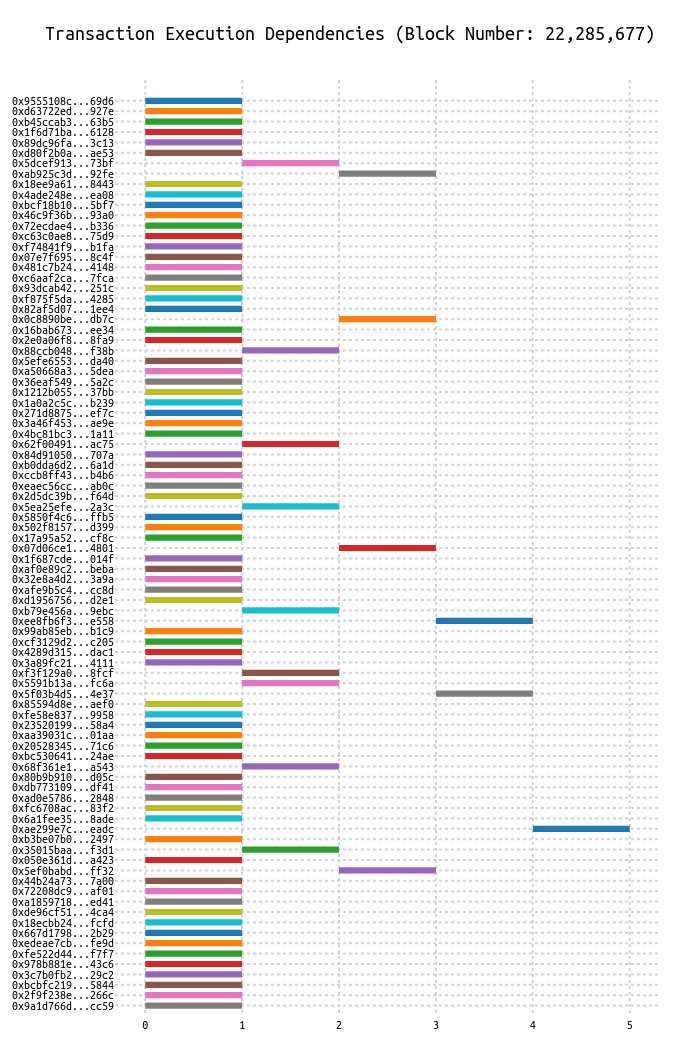 Transaction Execution Dependencies (Block Number: 22,285,677)
0x9555108c...69d6
0xd63722ed...927e
0xb45ccab3...63b5
0x1f6d71ba...6128
0x89dc96fa...3c13
0xd80f2b0a...ae53
0x5dcef913...73bf
0xab925c3d...92fe
0x18ee9a61...8443
0x4ade248e...ea08
0xbcf18b10...5bf7
0x46c9f36b...93a0
0x72ecdae4...b336
0xc63c0ae8...75d9
0xf74841f9...b1fa
0x07e7f695...8c4f
0x481c7b24...4148
0xc6aaf2ca...7fca
0x93dcab42...251c
0xf875f5da...4285
0x82af5d07...1ee4
0x0c8890be...db7c
0x16bab673...ee34
0x2e0a06f8...8fa9
0x88ccb048...f38b
0x5efe6553...da40
0xa50668a3...5dea
0x36eaf549...5a2c
0x1212b055...37bb
0x1a0a2c5c...b239
0x271d8875...ef7c
0x3a46f453...ae9e
0x4bc81bc3...1a11
0x62f00491...ac75
0x84d91050...707a
0xb0dda6d2...6a1d
0xccb8ff43...b4b6
0xeaec56cc...ab0c
0x2d5dc39b...f64d
0x5ea25efe...2a3c
0x5850f4c6...ffb5
0x502f8157...d399
0x17a95a52...cf8c
0x07d06ce1...4801
0x1f687cde...014f
0xaf0e89c2...beba
0x32e8a4d2...3a9a
0xafe9b5c4...cc8d
0xd1956756...d2e1
0xb79e456a...9ebc
0xee8fb6f3...e558
0x99ab85eb...b1c9
0xcf3129d2...c205
0x4289d315...dac1
0x3a89fc21...4111
0xf3f129a0...8fcf
0x5591b13a...fc6a
0x5f03b4d5...4e37
0x85594d8e...aef0
0xfe58e837...9958
0x23520199...58a4
0xaa39031c...01aa
0x20528345...71c6
0xbc530641...24ae
0x68f361e1...a543
0x80b9b910...d05c
0xdb773109...df41
0xad0e5786...2848
0xfc6708ac...83f2
0x6a1fee35...8ade
0xae299e7c...eadc
0xb3be07b0...2497
0x35015baa...f3d1
0x050e361d...a423
0x5ef0babd...ff32
0x44b24a73...7a00
0x72208dc9...af01
0xa1859718...ed41
0xde96cf51...4ca4
0x18ecbb24...fcfd
0x667d1798...2b29
0xedeae7cb...fe9d
0xfe522d44...f7f7
0x978b881e...43c6
0x3c7b0fb2...29c2
0xbcbfc219...5844
0x2f9f238e...266c
0x9a1d766d...cc59
0 1 2 3 4 5